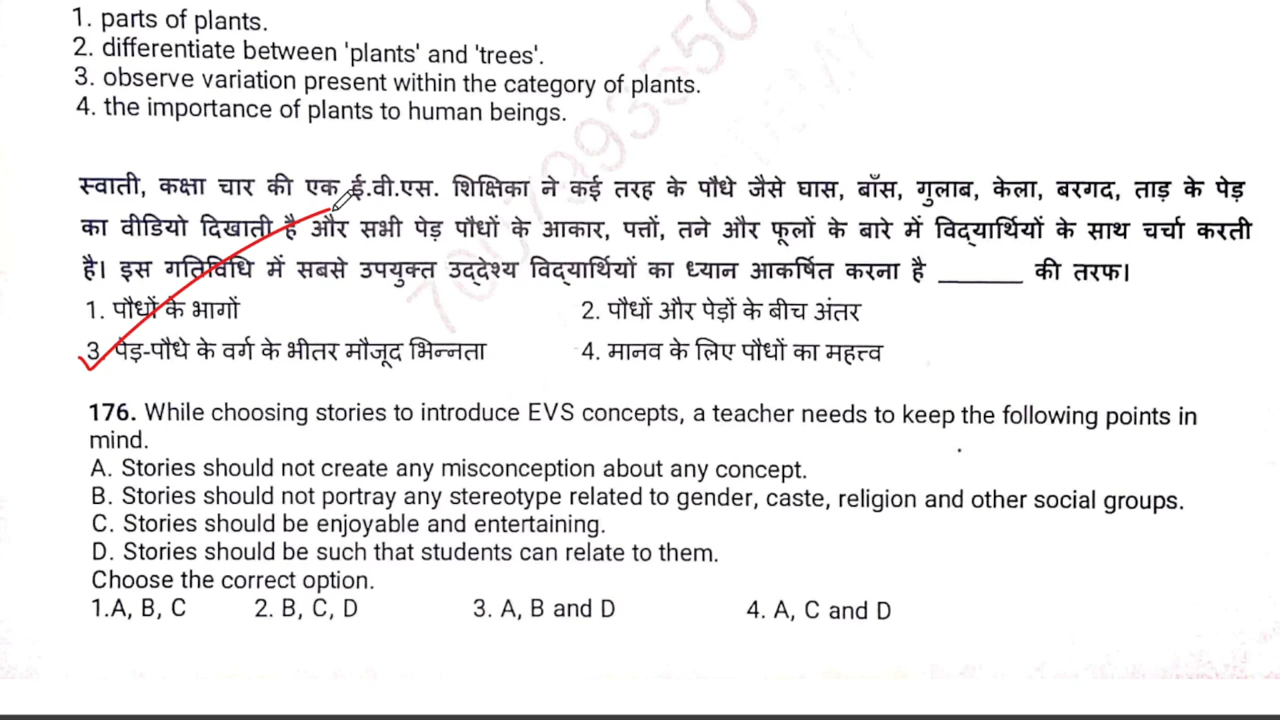 1. parts of plants.
2. differentiate between 'plants' and 'trees'.
3. observe variation present within the category of plants.
4. the importance of plants to human beings.
स्वाती, कक्षा चार की एक ई.वी.एस. शिक्षिका ने कई तरह के पौधे जैसे घास, बाँस, गुलाब, केला, बरगद, ताड़ के पेड़
का वीडियो दिखाती है और सभी पेड़ पौधों के आकार, पत्तों, तने और फूलों के बारे में विद्यार्थियों के साथ चर्चा करती
है। इस गतिविधि में सबसे उपयुक्त उद्देश्य विद्यार्थियों का ध्यान आकर्षित करना है ________ की तरफ।
1. पौधों के भागों 2. पौधों और पेड़ों के बीच अंतर
3. पेड़-पौधे के वर्ग के भीतर मौजूद भिन्नता 4. मानव के लिए पौधों का महत्त्व
176. While choosing stories to introduce EVS concepts, a teacher needs to keep the following points in
mind.
A. Stories should not create any misconception about any concept.
B. Stories should not portray any stereotype related to gender, caste, religion and other social groups.
C. Stories should be enjoyable and entertaining.
D. Stories should be such that students can relate to them.
Choose the correct option.
1.A, B, C 2. B, C, D 3. A, B and D 4. A, C and D